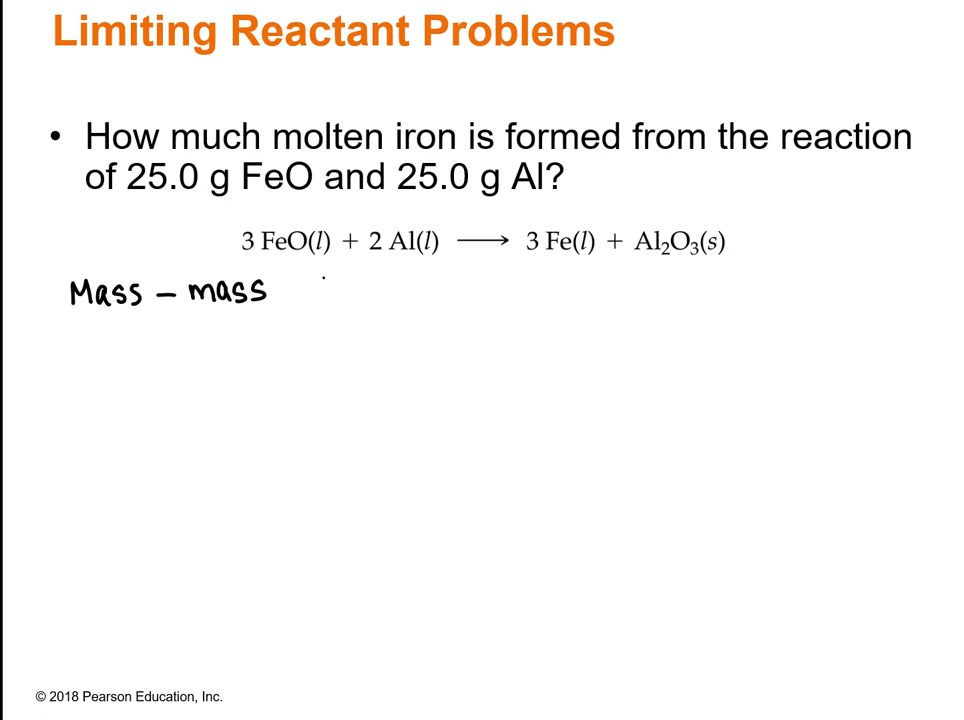 Limiting Reactant Problems
• How much molten iron is formed from the reaction
of 25.0 g FeO and 25.0 g Al?
3 FeO(l) + 2 Al(l) ⟶ 3 Fe(l) + Al₂O₃(s)
Mass – mass
© 2018 Pearson Education, Inc.